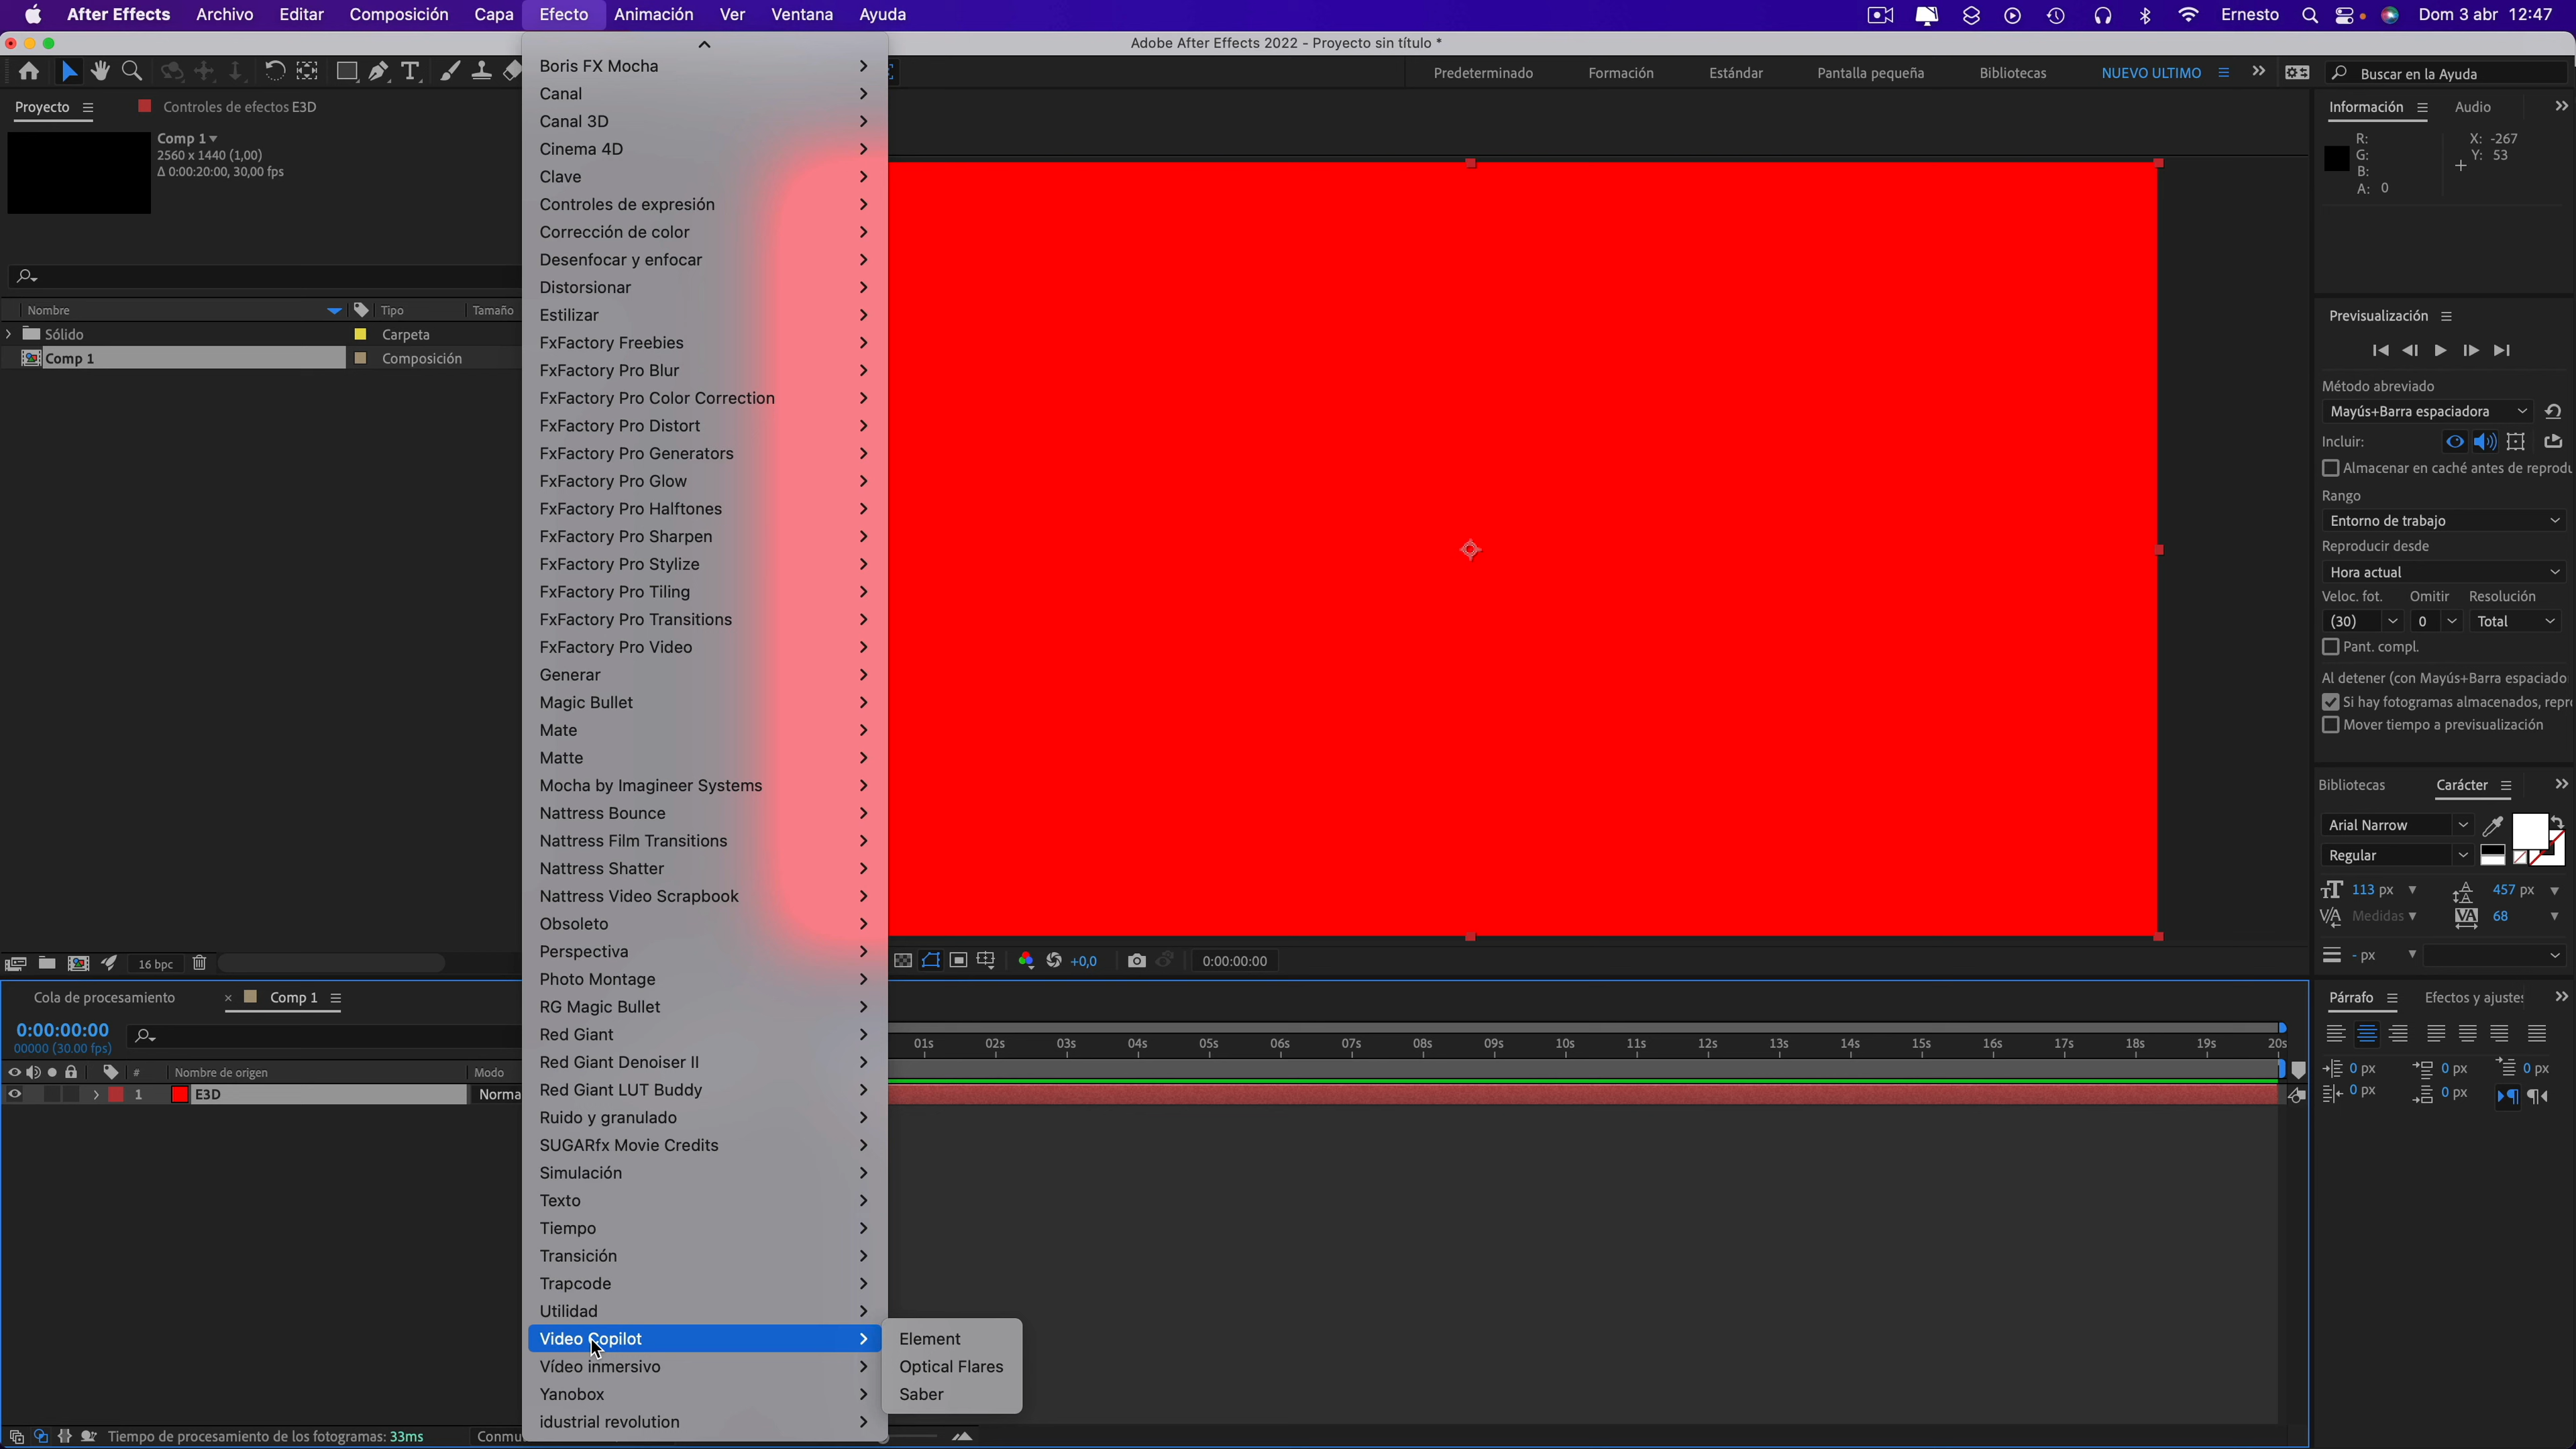 After Effects Archivo Editar Composición Capa Efecto Animación Ver Ventana Ayuda Ernesto Dom 3 abr 12:47
Adobe After Effects 2022 - Proyecto sin título *
Predeterminado Formación Estándar Pantalla pequeña Bibliotecas NUEVO ULTIMO Buscar en la Ayuda
Proyecto Controles de efectos E3D
Comp 1
2560 x 1440 (1,00)
Δ 0:00:20:00, 30,00 fps
Nombre Tipo Tamaño
Sólido Carpeta
Comp 1 Composición
16 bpc
Boris FX Mocha
Canal
Canal 3D
Cinema 4D
Clave
Controles de expresión
Corrección de color
Desenfocar y enfocar
Distorsionar
Estilizar
FxFactory Freebies
FxFactory Pro Blur
FxFactory Pro Color Correction
FxFactory Pro Distort
FxFactory Pro Generators
FxFactory Pro Glow
FxFactory Pro Halftones
FxFactory Pro Sharpen
FxFactory Pro Stylize
FxFactory Pro Tiling
FxFactory Pro Transitions
FxFactory Pro Video
Generar
Magic Bullet
Mate
Matte
Mocha by Imagineer Systems
Nattress Bounce
Nattress Film Transitions
Nattress Shatter
Nattress Video Scrapbook
Obsoleto
Perspectiva
Photo Montage
RG Magic Bullet
Red Giant
Red Giant Denoiser II
Red Giant LUT Buddy
Ruido y granulado
SUGARfx Movie Credits
Simulación
Texto
Tiempo
Transición
Trapcode
Utilidad
Video Copilot
Vídeo inmersivo
Yanobox
idustrial revolution
Element
Optical Flares
Saber
+0,0 0:00:00:00
Información Audio
R: X: -267
G: Y: 53
B:
A: 0
Previsualización
Método abreviado
Mayús+Barra espaciadora
Incluir:
Almacenar en caché antes de reprodu
Rango
Entorno de trabajo
Reproducir desde
Hora actual
Veloc. fot. Omitir Resolución
(30) 0 Total
Pant. compl.
Al detener (con Mayús+Barra espaciado
Si hay fotogramas almacenados, repr
Mover tiempo a previsualización
Bibliotecas Carácter
Arial Narrow
Regular
113 px 457 px
Medidas 68
- px
Párrafo Efectos y ajustes
0 px 0 px 0 px
0 px 0 px
Cola de procesamiento Comp 1
0:00:00:00
00000 (30.00 fps)
01s 02s 03s 04s 05s 06s 07s 08s 09s 10s 11s 12s 13s 14s 15s 16s 17s 18s 19s 20s
# Nombre de origen Modo
1 E3D Norma
Tiempo de procesamiento de los fotogramas: 33ms Conmu